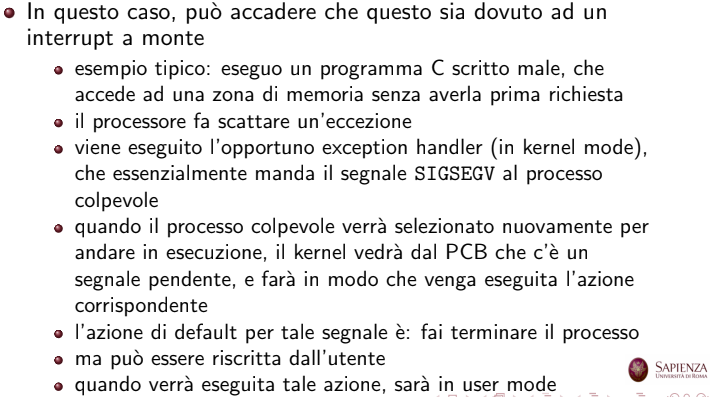 In questo caso, può accadere che questo sia dovuto ad un
interrupt a monte
esempio tipico: eseguo un programma C scritto male, che
accede ad una zona di memoria senza averla prima richiesta
il processore fa scattare un'eccezione
viene eseguito l'opportuno exception handler (in kernel mode),
che essenzialmente manda il segnale SIGSEGV al processo
colpevole
quando il processo colpevole verrà selezionato nuovamente per
andare in esecuzione, il kernel vedrà dal PCB che c'è un
segnale pendente, e farà in modo che venga eseguita l'azione
corrispondente
l'azione di default per tale segnale è: fai terminare il processo
ma può essere riscritta dall'utente
quando verrà eseguita tale azione, sarà in user mode
SAPIENZA
UNIVERSITÀ DI ROMA